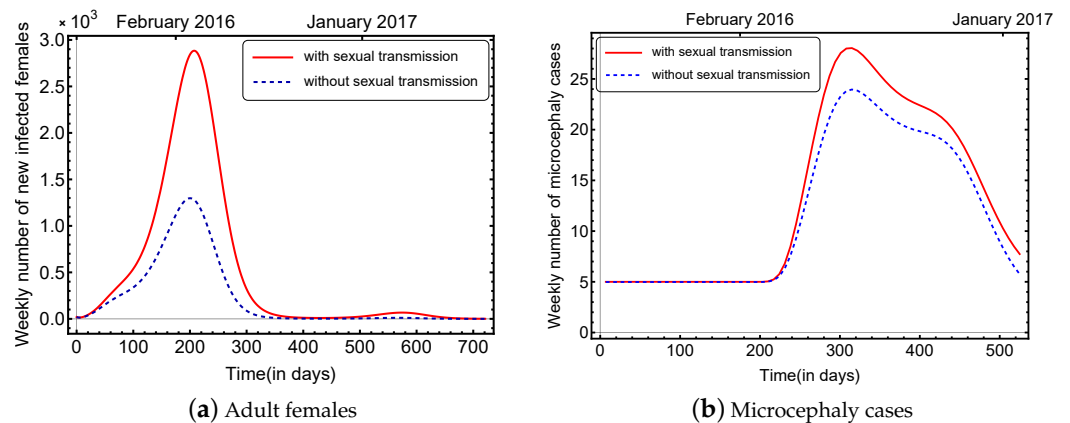 × 10³ February 2016 January 2017
Weekly number of new infected females
3.0
2.5
2.0
1.5
1.0
0.5
0.0
with sexual transmission
without sexual transmission
0 100 200 300 400 500 600 700
Time(in days)
(a) Adult females
February 2016 January 2017
Weekly number of microcephaly cases
25
20
15
10
5
0
with sexual transmission
without sexual transmission
0 100 200 300 400 500
Time(in days)
(b) Microcephaly cases